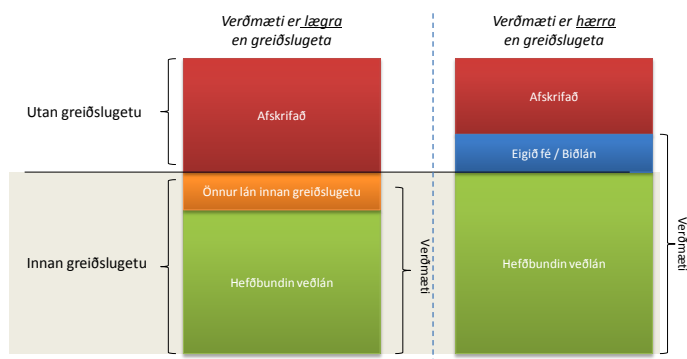 Verðmæti er lægra
en greiðslugeta
Verðmæti er hærra
en greiðslugeta
Utan greiðslugetu
Afskrifað
Afskrifað
Eigið fé / Biðlán
Önnur lán innan greiðslugetu
Innan greiðslugetu
Hefðbundin veðlán
Verðmæti
Hefðbundin veðlán
Verðmæti